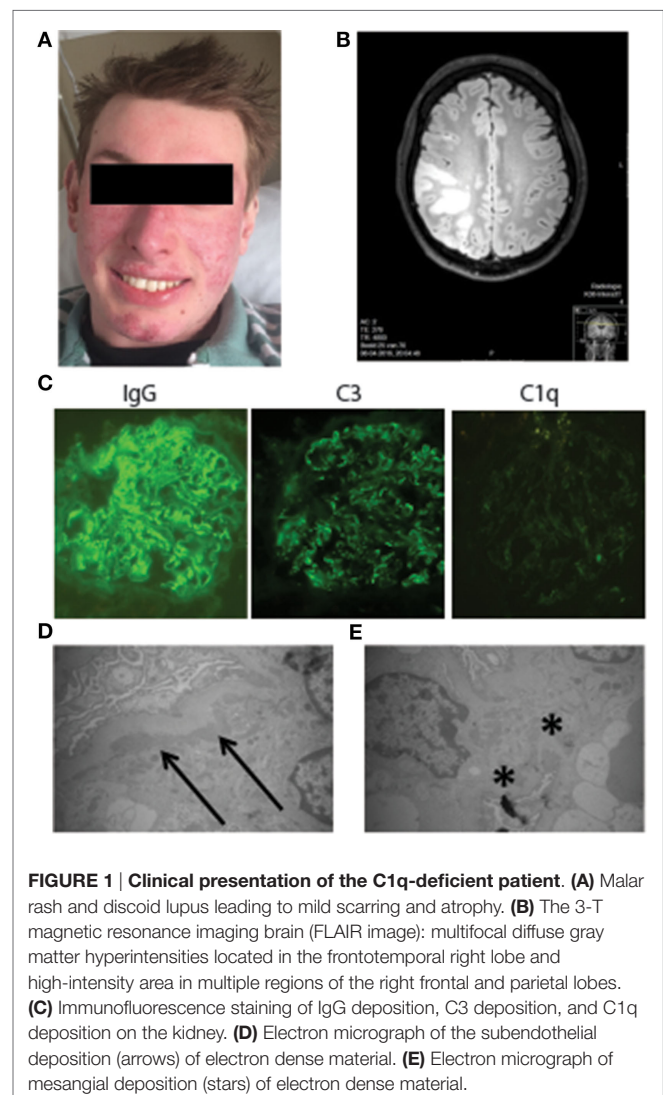 A
B
L
Radiologie
4
AC: 2
P
C
IgG
C3
C1q
D
E
*
*
FIGURE 1 | Clinical presentation of the C1q-deficient patient. (A) Malar
rash and discoid lupus leading to mild scarring and atrophy. (B) The 3-T
magnetic resonance imaging brain (FLAIR image): multifocal diffuse gray
matter hyperintensities located in the frontotemporal right lobe and
high-intensity area in multiple regions of the right frontal and parietal lobes.
(C) Immunofluorescence staining of IgG deposition, C3 deposition, and C1q
deposition on the kidney. (D) Electron micrograph of the subendothelial
deposition (arrows) of electron dense material. (E) Electron micrograph of
mesangial deposition (stars) of electron dense material.